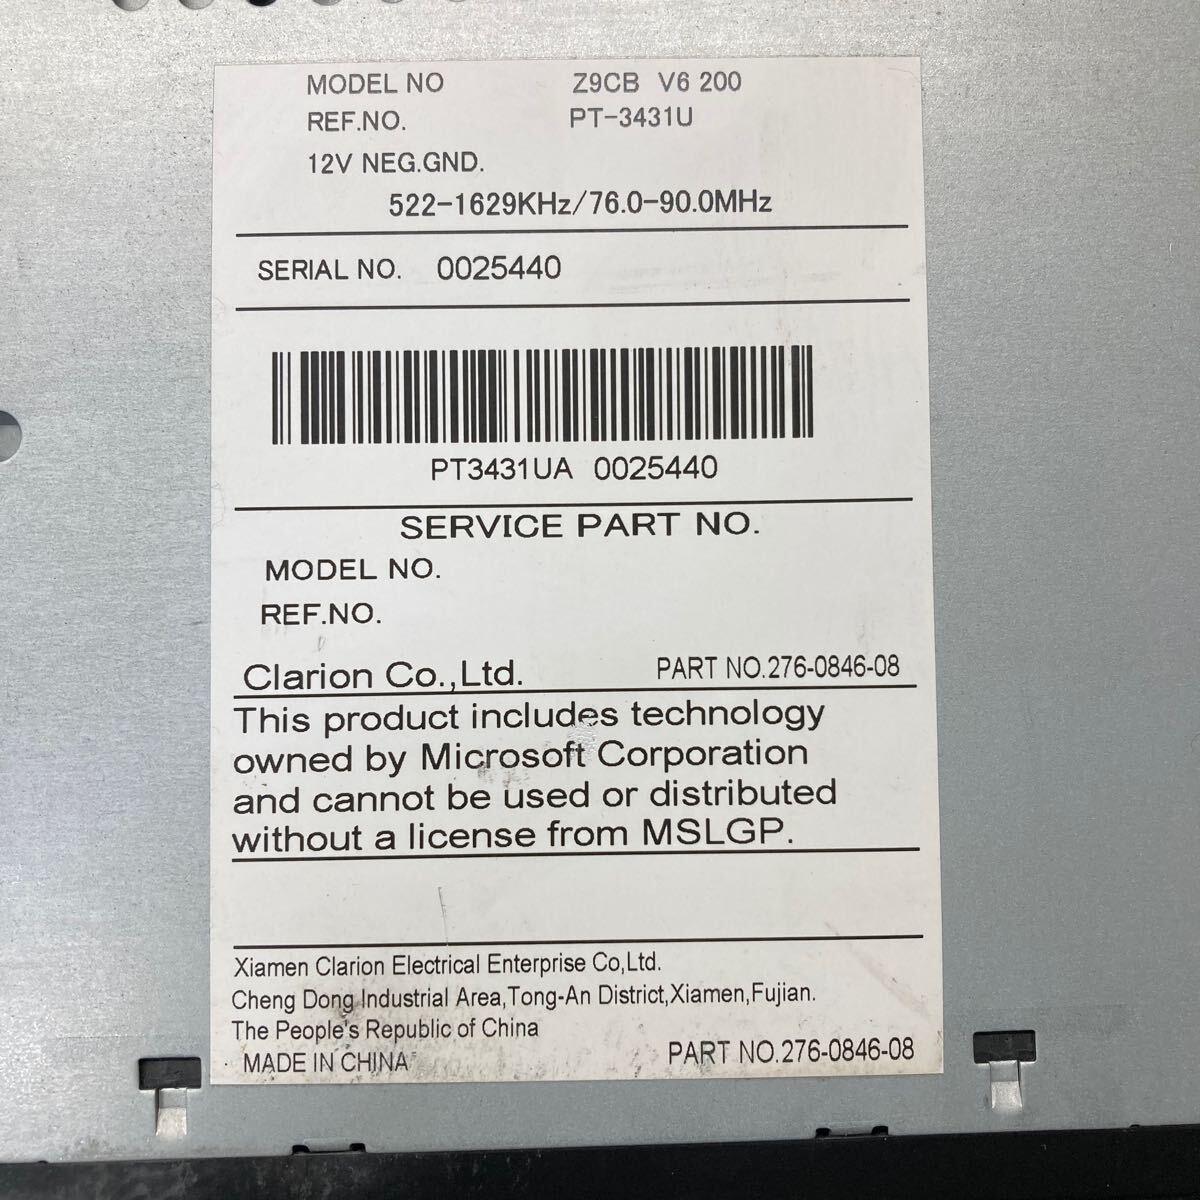 MODEL NO Z9CB V6 200
REF.NO. PT-3431U
12V NEG.GND.
522-1629KHz/76.0-90.0MHz
SERIAL NO. 0025440
PT3431UA 0025440
SERVICE PART NO.
MODEL NO.
REF.NO.
Clarion Co.,Ltd. PART NO.276-0846-08
This product includes technology
owned by Microsoft Corporation
and cannot be used or distributed
without a license from MSLGP.
Xiamen Clarion Electrical Enterprise Co,Ltd.
Cheng Dong Industrial Area,Tong-An District,Xiamen,Fujian.
The People's Republic of China
MADE IN CHINA PART NO.276-0846-08